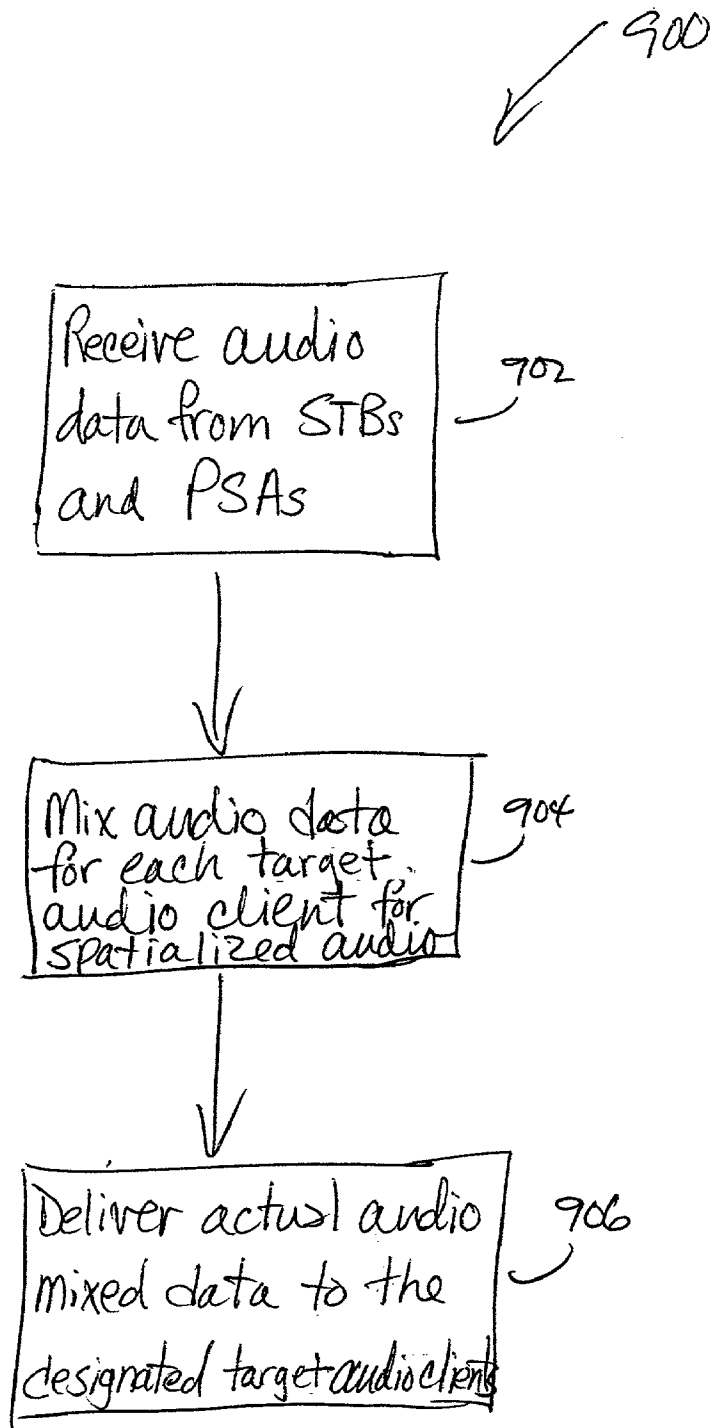 900
Receive audio
data from STBs
and PSAs
902
Mix audio data
for each target
audio client for
spatialized audio
904
Deliver actual audio
mixed data to the
designated target audio clients
906